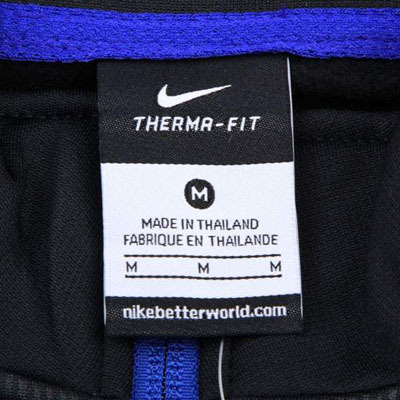 THERMA-FIT
M
MADE IN THAILAND
FABRIQUE EN THAILANDE
M M M
nikebetterworld.com